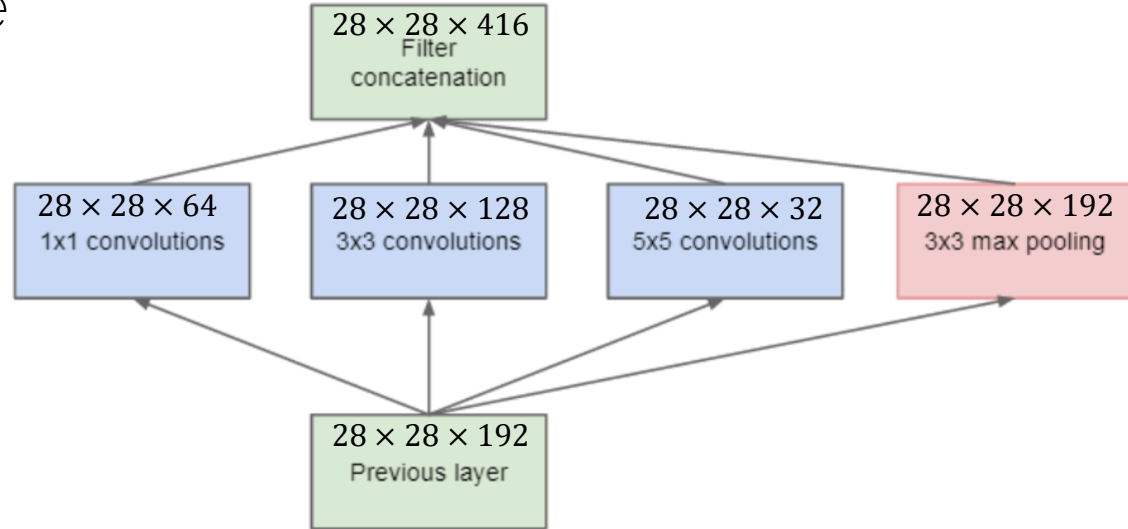 e
28 × 28 × 416
Filter
concatenation
28 × 28 × 64
1x1 convolutions
28 × 28 × 128
3x3 convolutions
28 × 28 × 32
5x5 convolutions
28 × 28 × 192
3x3 max pooling
28 × 28 × 192
Previous layer